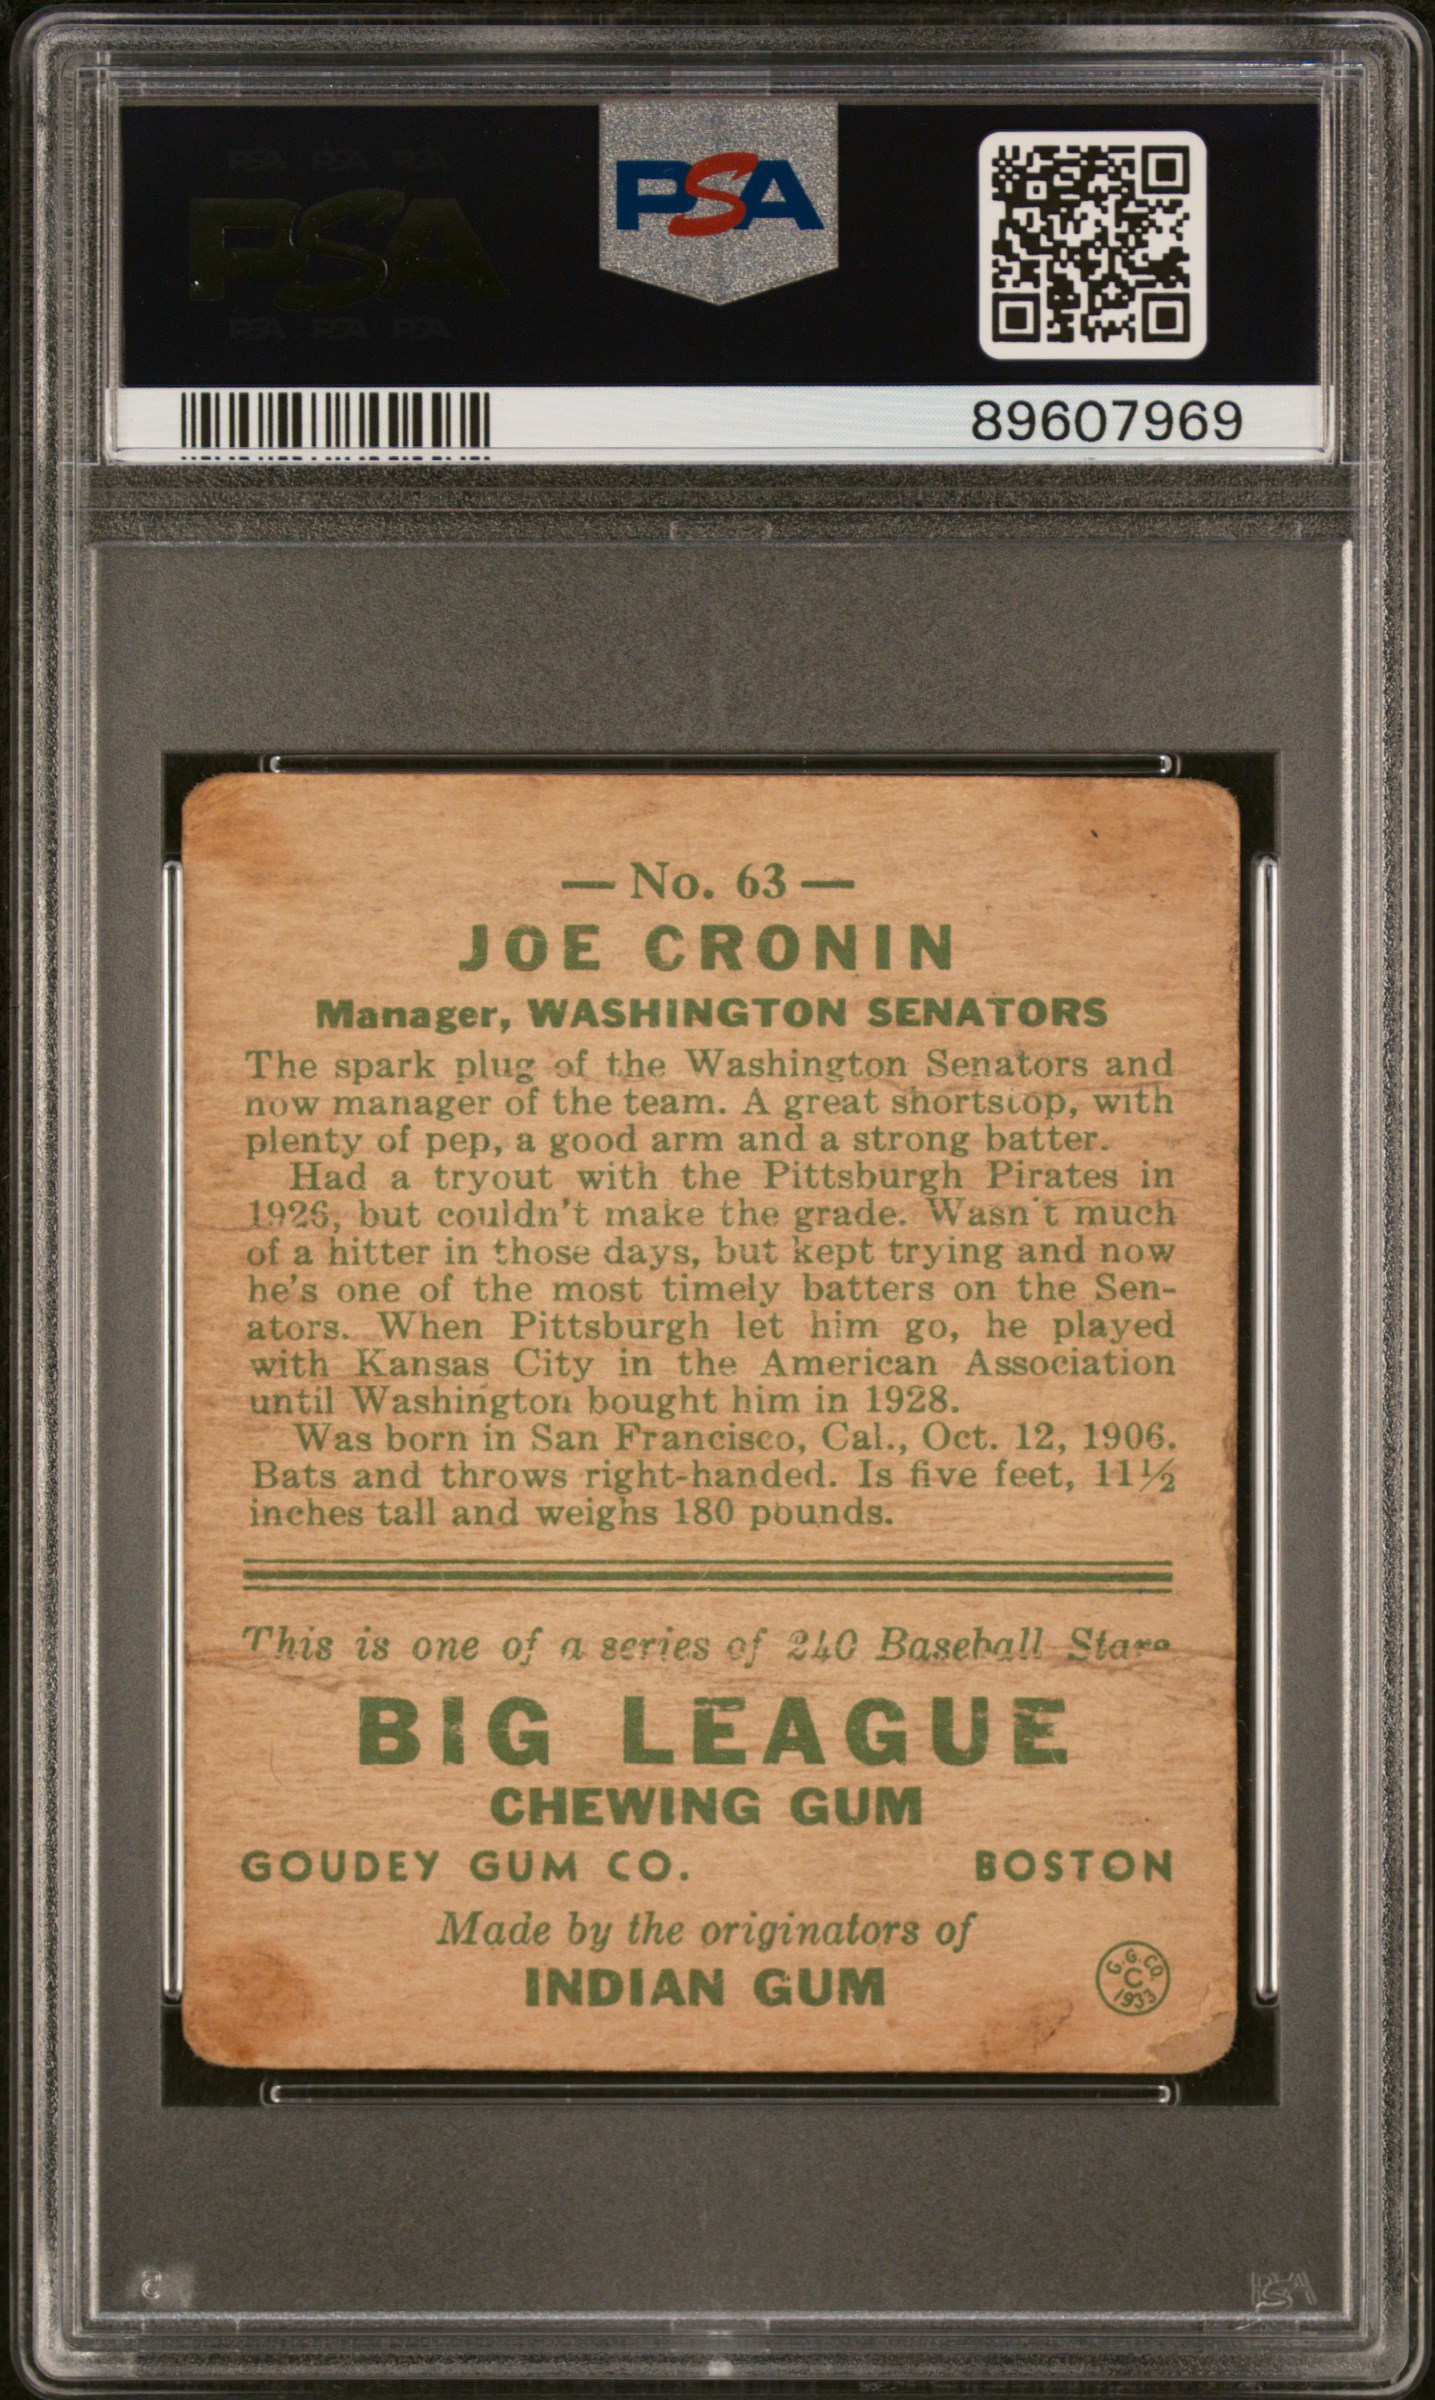 PSA PSA PSA
PSA
PSA PSA PSA
PSA
89607969
— No. 63 —
JOE CRONIN
Manager, WASHINGTON SENATORS
The spark plug of the Washington Senators and
now manager of the team. A great shortstop, with
plenty of pep, a good arm and a strong batter.
Had a tryout with the Pittsburgh Pirates in
1926, but couldn't make the grade. Wasn't much
of a hitter in those days, but kept trying and now
he's one of the most timely batters on the Sen-
ators. When Pittsburgh let him go, he played
with Kansas City in the American Association
until Washington bought him in 1928.
Was born in San Francisco, Cal., Oct. 12, 1906.
Bats and throws right-handed. Is five feet, 11½
inches tall and weighs 180 pounds.
This is one of a series of 240 Baseball Stars
BIG LEAGUE
CHEWING GUM
GOUDEY GUM CO. BOSTON
Made by the originators of
INDIAN GUM
G.G.CO.
C
1933
PSA